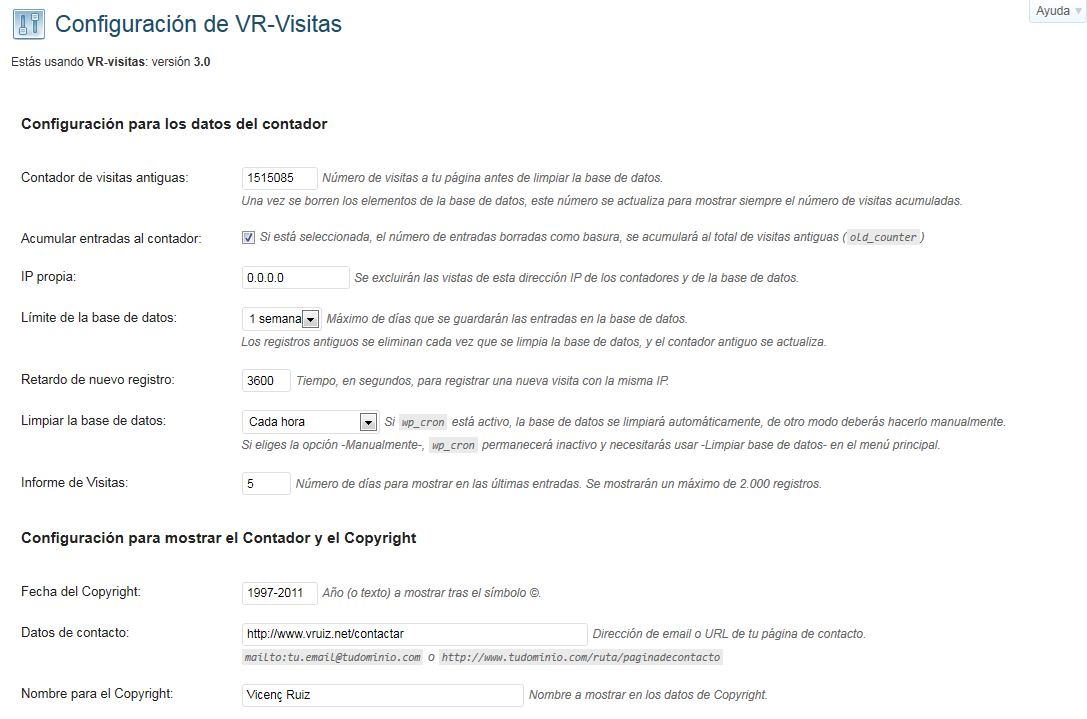 Configuración de VR-Visitas
Ayuda
Estás usando VR-visitas: versión 3.0
Configuración para los datos del contador
Contador de visitas antiguas: 1515085 Número de visitas a tu página antes de limpiar la base de datos.
Una vez se borren los elementos de la base de datos, este número se actualiza para mostrar siempre el número de visitas acumuladas.
Acumular entradas al contador: Si está seleccionada, el número de entradas borradas como basura, se acumulará al total de visitas antiguas ( old_counter )
IP propia: 0.0.0.0 Se excluirán las vistas de esta dirección IP de los contadores y de la base de datos.
Límite de la base de datos: 1 semana Máximo de días que se guardarán las entradas en la base de datos.
Los registros antiguos se eliminan cada vez que se limpia la base de datos, y el contador antiguo se actualiza.
Retardo de nuevo registro: 3600 Tiempo, en segundos, para registrar una nueva visita con la misma IP.
Limpiar la base de datos: Cada hora Si wp_cron está activo, la base de datos se limpiará automáticamente, de otro modo deberás hacerlo manualmente.
Si eliges la opción -Manualmente-, wp_cron permanecerá inactivo y necesitarás usar -Limpiar base de datos- en el menú principal.
Informe de Visitas: 5 Número de días para mostrar en las últimas entradas. Se mostrarán un máximo de 2.000 registros.
Configuración para mostrar el Contador y el Copyright
Fecha del Copyright: 1997-2011 Año (o texto) a mostrar tras el símbolo ©.
Datos de contacto: http://www.vruiz.net/contactar Dirección de email o URL de tu página de contacto.
mailto:tu.email@tudominio.com o http://www.tudominio.com/ruta/paginadecontacto
Nombre para el Copyright: Vicenç Ruiz Nombre a mostrar en los datos de Copyright.